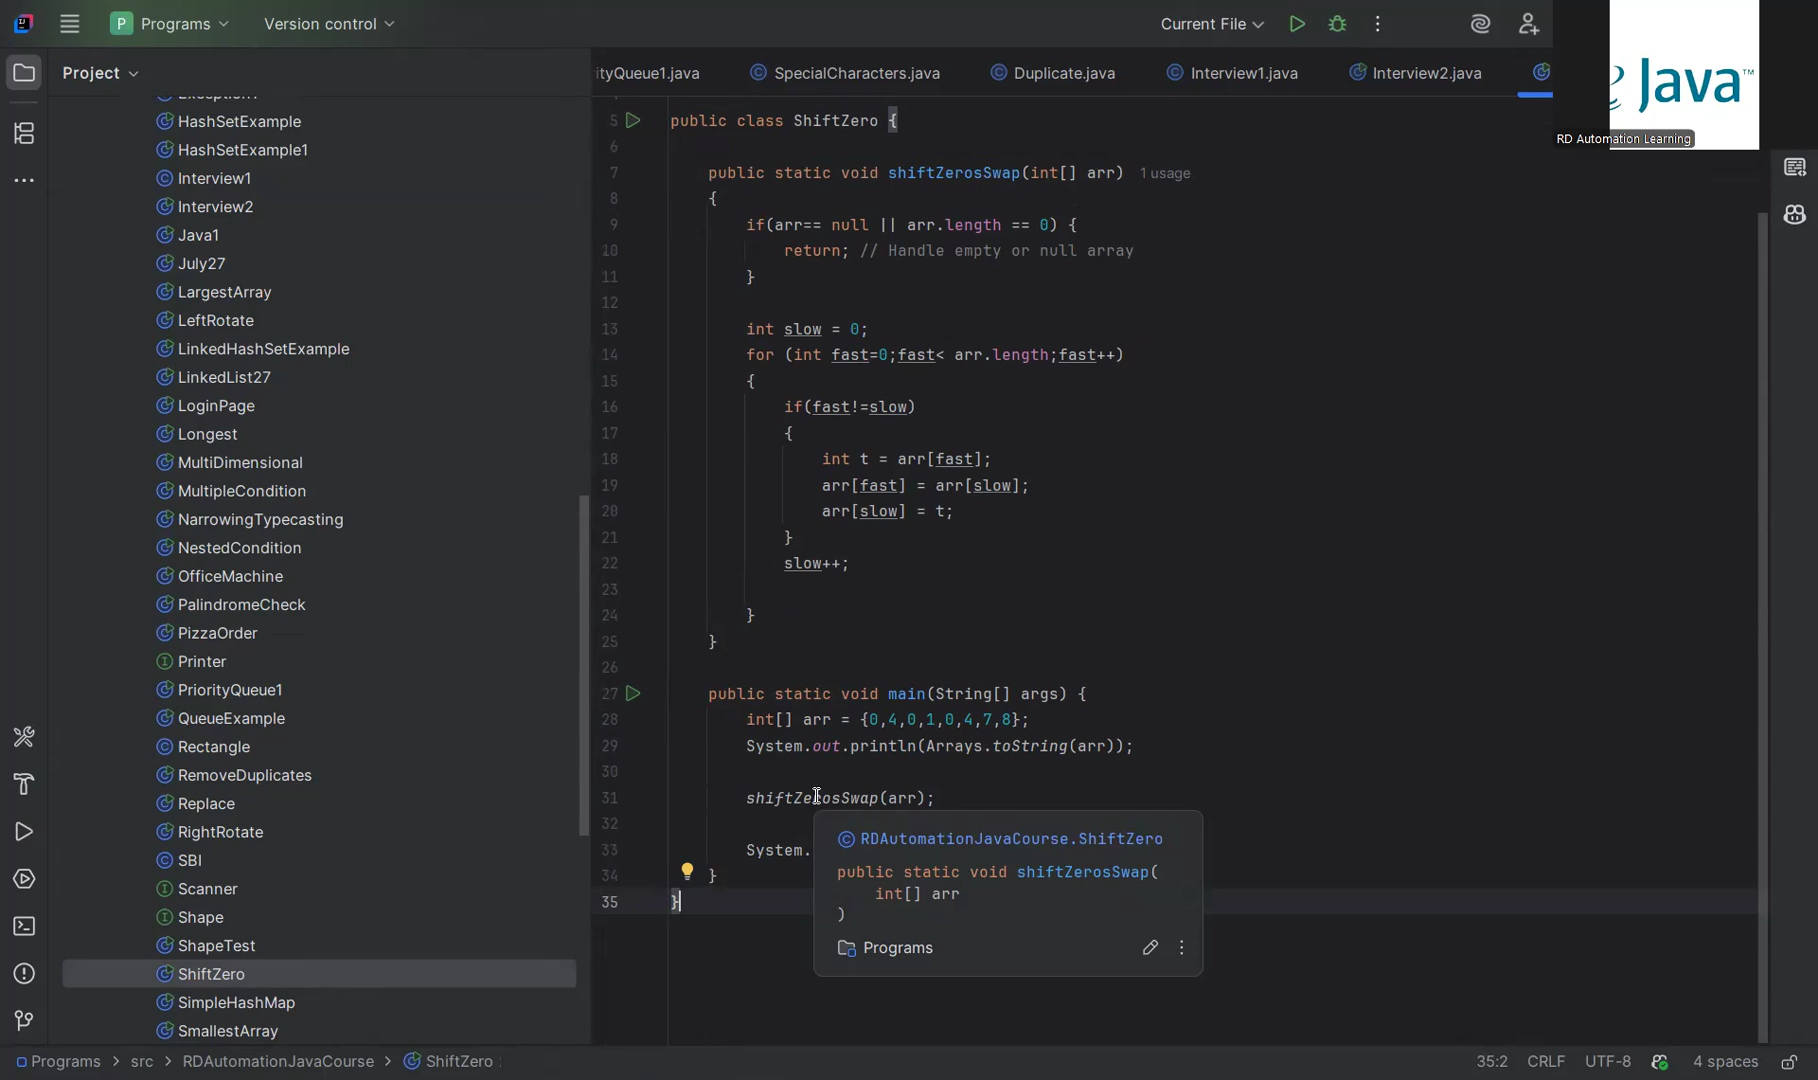 P Programs
Version control
Current File
Java™
RD Automation Learning
Project
ityQueue1.java
SpecialCharacters.java
Duplicate.java
Interview1.java
Interview2.java
HashSetExample
HashSetExample1
Interview1
Interview2
Java1
July27
LargestArray
LeftRotate
LinkedHashSetExample
LinkedList27
LoginPage
Longest
MultiDimensional
MultipleCondition
NarrowingTypecasting
NestedCondition
OfficeMachine
PalindromeCheck
PizzaOrder
Printer
PriorityQueue1
QueueExample
Rectangle
RemoveDuplicates
Replace
RightRotate
SBI
Scanner
Shape
ShapeTest
ShiftZero
SimpleHashMap
SmallestArray
5 public class ShiftZero {
6
7 public static void shiftZerosSwap(int[] arr) 1 usage
8 {
9 if(arr== null || arr.length == 0) {
10 return; // Handle empty or null array
11 }
12
13 int slow = 0;
14 for (int fast=0;fast< arr.length;fast++)
15 {
16 if(fast!=slow)
17 {
18 int t = arr[fast];
19 arr[fast] = arr[slow];
20 arr[slow] = t;
21 }
22 slow++;
23
24 }
25 }
26
27 public static void main(String[] args) {
28 int[] arr = {0,4,0,1,0,4,7,8};
29 System.out.println(Arrays.toString(arr));
30
31 shiftZerosSwap(arr);
32
33 System.
34 }
35 }
RDAutomationJavaCourse.ShiftZero
public static void shiftZerosSwap(
int[] arr
)
Programs
Programs > src > RDAutomationJavaCourse > ShiftZero
35:2 CRLF UTF-8 4 spaces